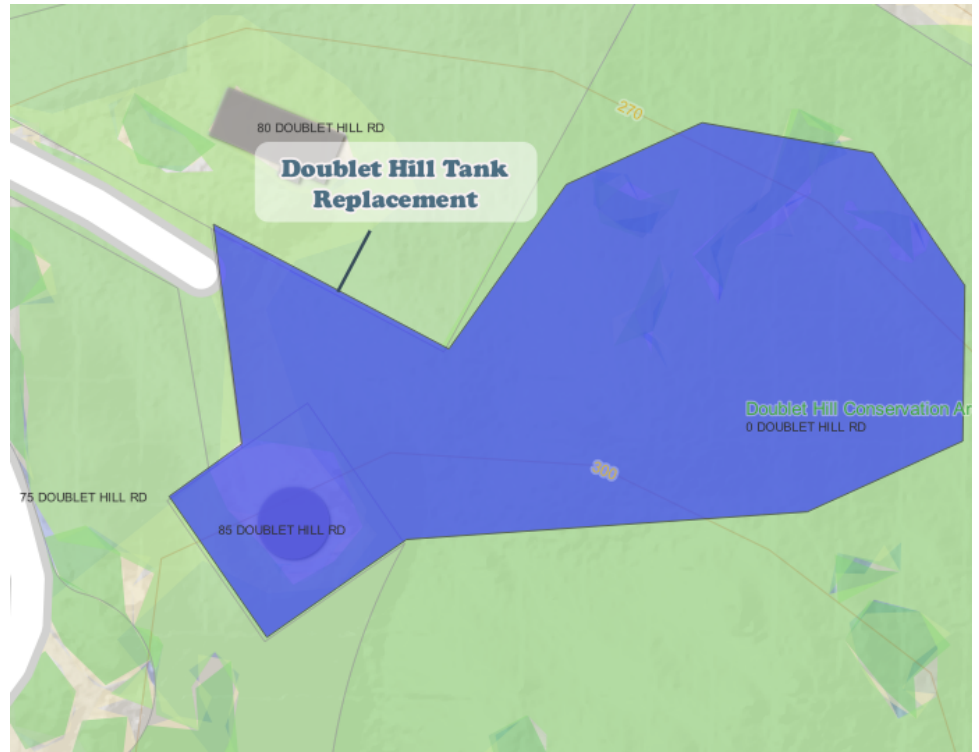 270
80 DOUBLET HILL RD
Doublet Hill Tank
Replacement
Doublet Hill Conservation Ar
0 DOUBLET HILL RD
300
75 DOUBLET HILL RD
85 DOUBLET HILL RD